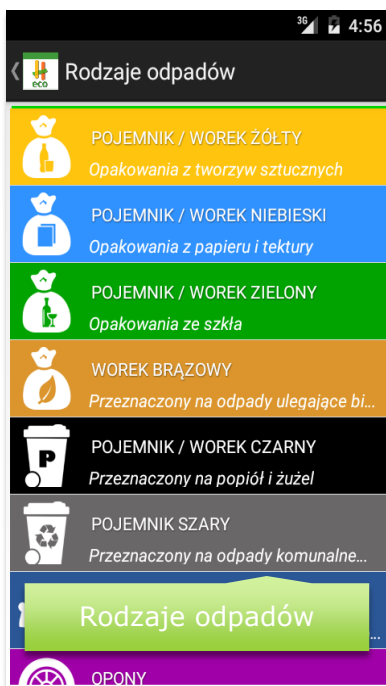 3G 4:56
eco Rodzaje odpadów
POJEMNIK / WOREK ŻÓŁTY
Opakowania z tworzyw sztucznych
POJEMNIK / WOREK NIEBIESKI
Opakowania z papieru i tektury
POJEMNIK / WOREK ZIELONY
Opakowania ze szkła
WOREK BRĄZOWY
Przeznaczony na odpady ulegające bi...
P
POJEMNIK / WOREK CZARNY
Przeznaczony na popiół i żużel
POJEMNIK SZARY
Przeznaczony na odpady komunalne...
Rodzaje odpadów
...
OPONY